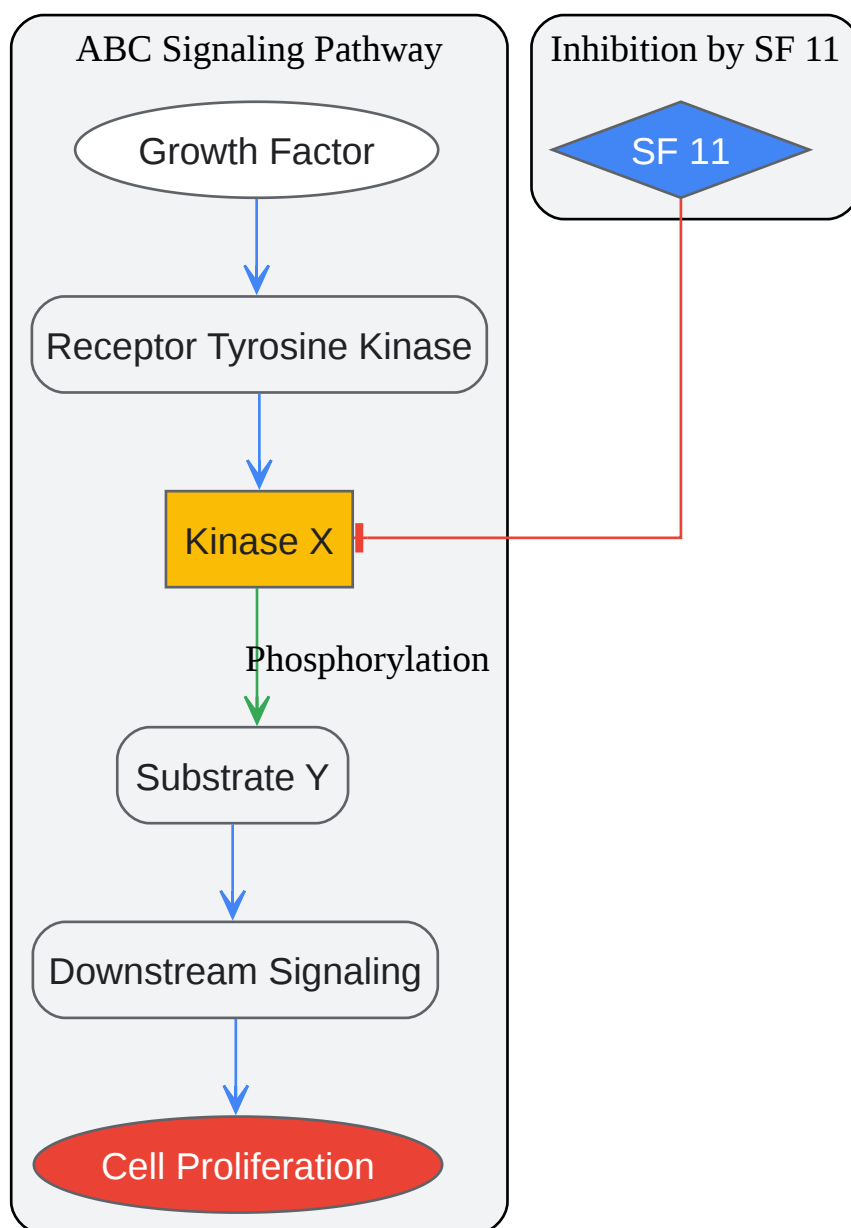 ABC Signaling Pathway
Growth Factor
Receptor Tyrosine Kinase
Kinase X
Phosphorylation
Substrate Y
Downstream Signaling
Cell Proliferation
Inhibition by SF 11
SF 11